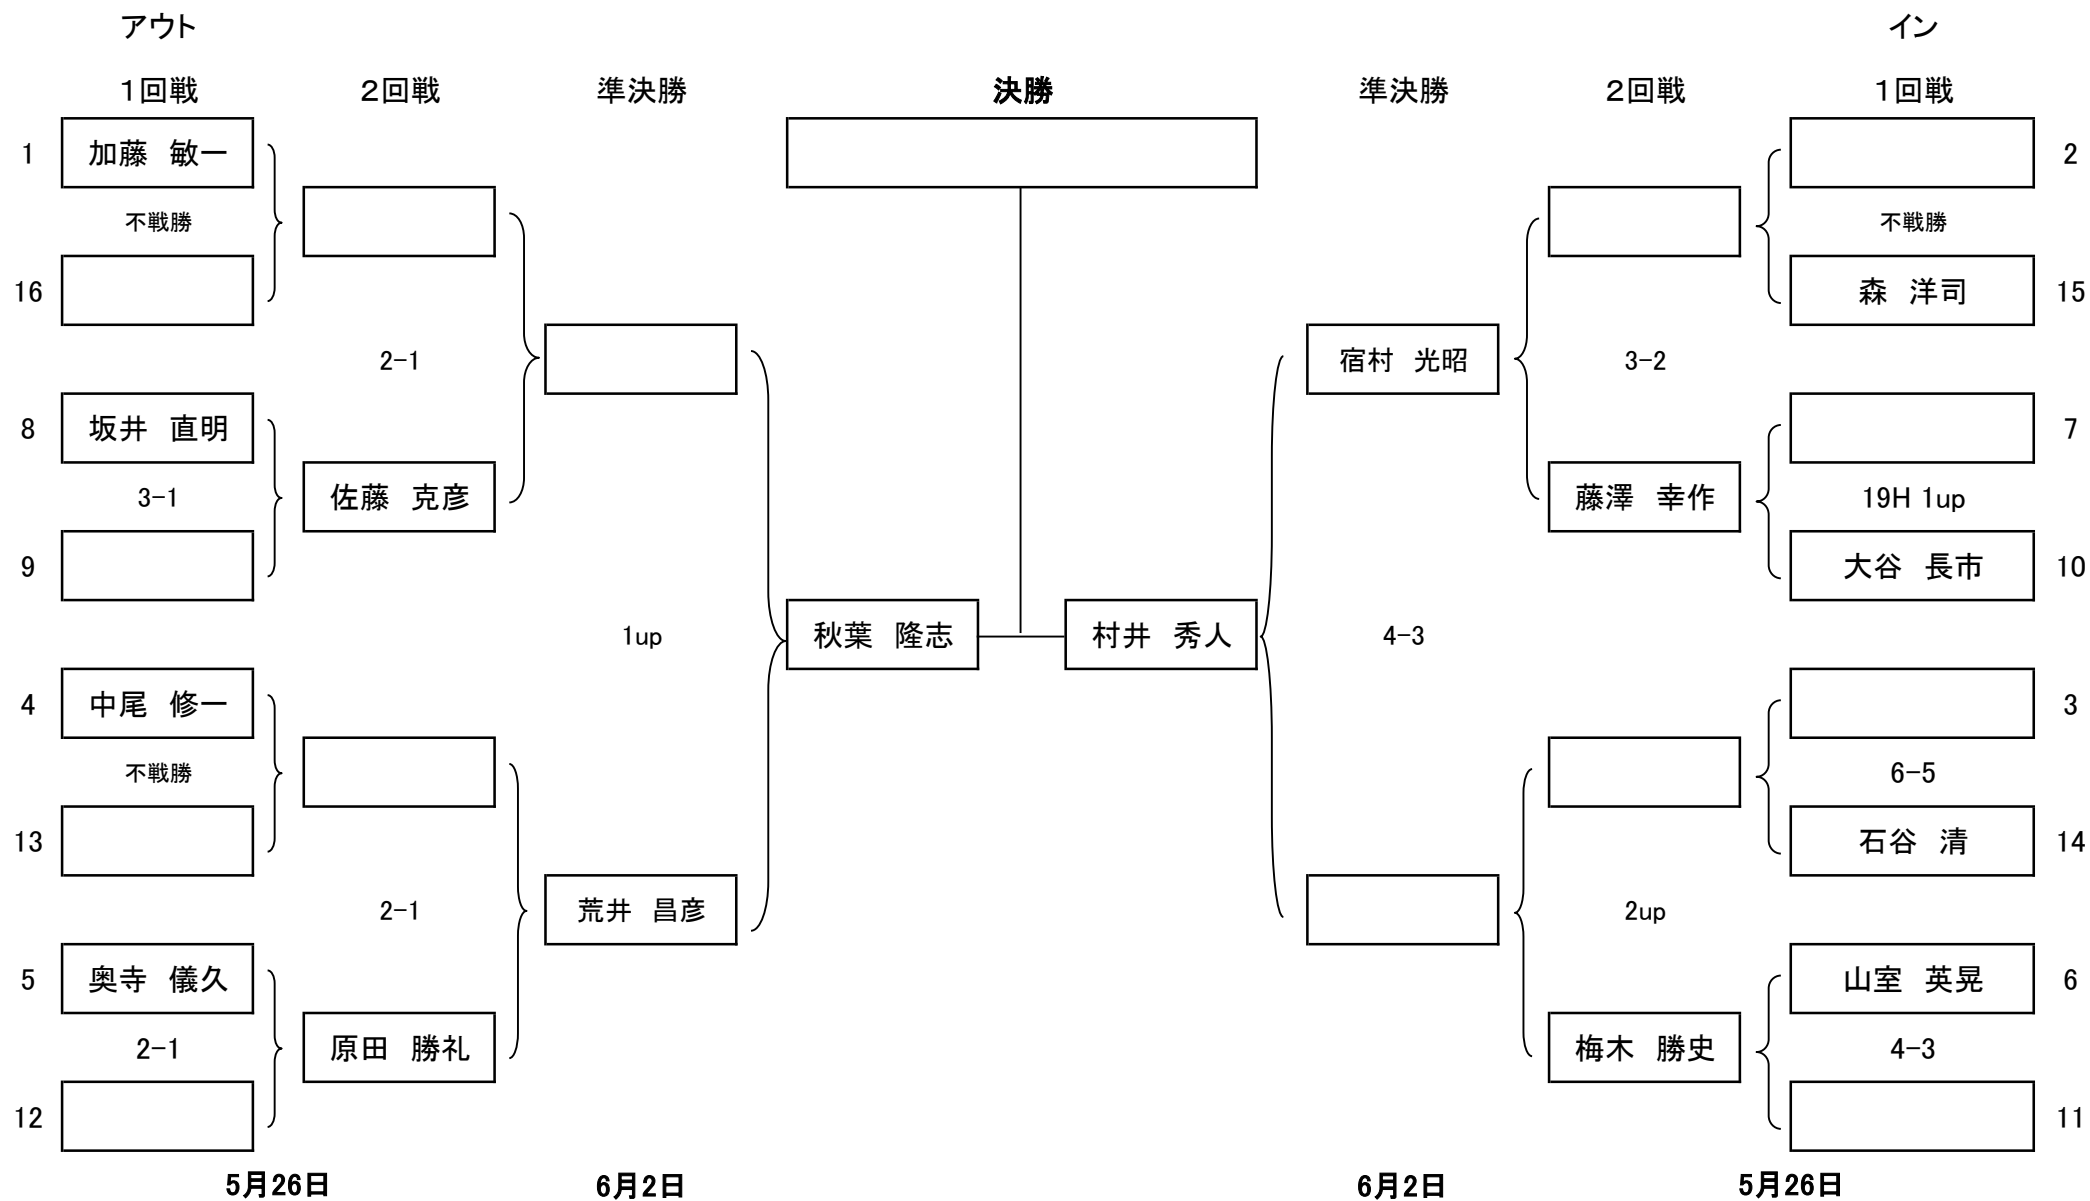 アウト イン
1回戦 2回戦 準決勝 決勝 準決勝 2回戦 1回戦
1 加藤 敏一 2
不戦勝 不戦勝
16 森 洋司 15
2-1 宿村 光昭 3-2
8 坂井 直明 7
3-1 佐藤 克彦 藤澤 幸作 19H 1up
9 大谷 長市 10
1up 秋葉 隆志 村井 秀人 4-3
4 中尾 修一 3
不戦勝 6-5
13 石谷 清 14
2-1 荒井 昌彦 2up
5 奥寺 儀久 山室 英晃 6
2-1 原田 勝礼 梅木 勝史 4-3
12 11
5月26日 6月2日 6月2日 5月26日